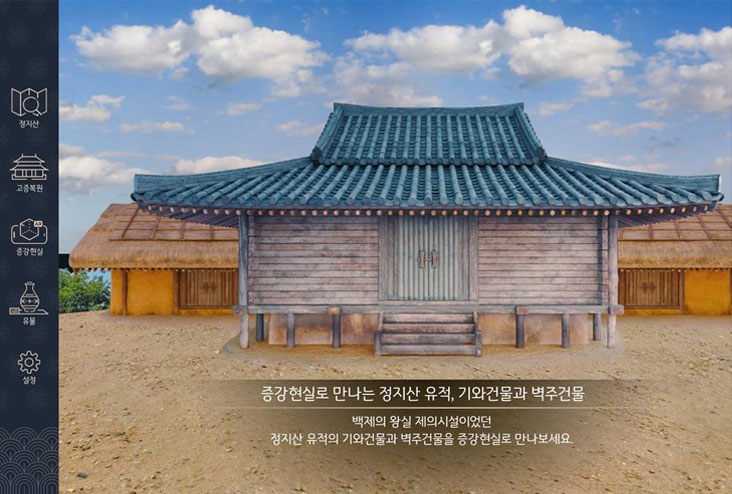 정지산
고증복원
AR
증강현실
유물
설정
증강현실로 만나는 정지산 유적, 기와건물과 벽주건물
백제의 왕실 제의시설이었던
정지산 유적의 기와건물과 벽주건물을 증강현실로 만나보세요.